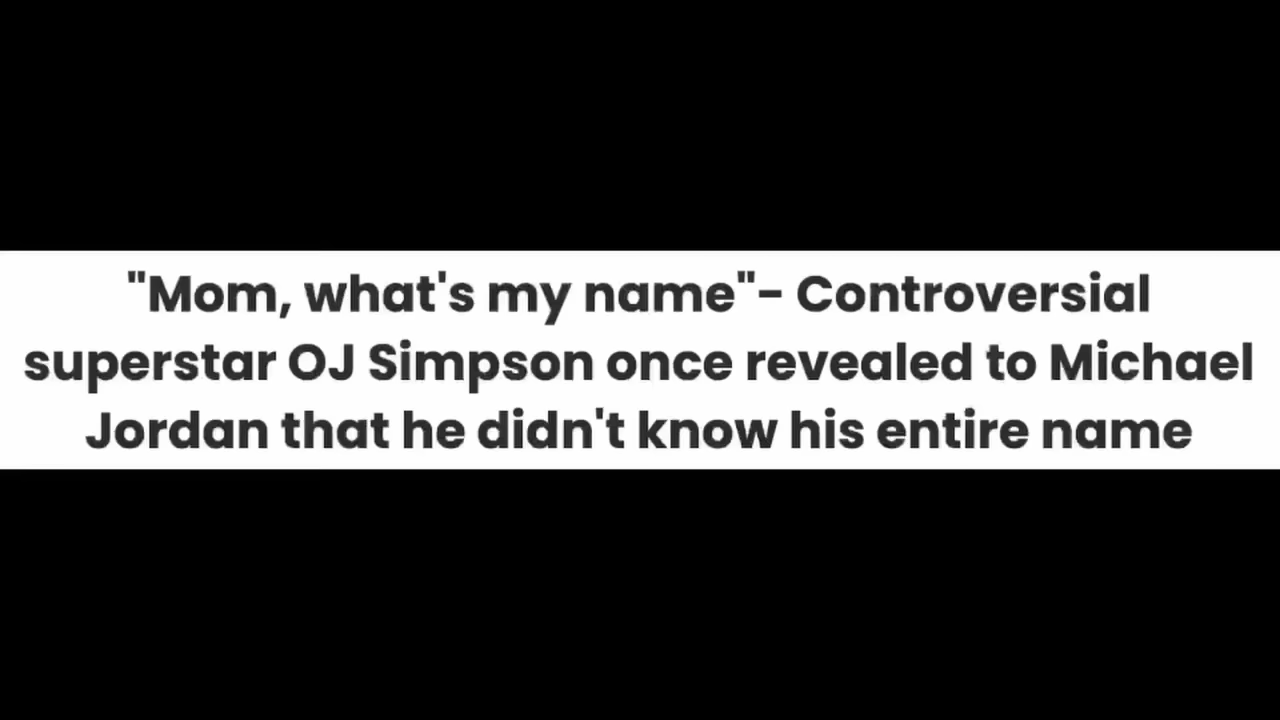 "Mom, what's my name"- Controversial
superstar OJ Simpson once revealed to Michael
Jordan that he didn't know his entire name